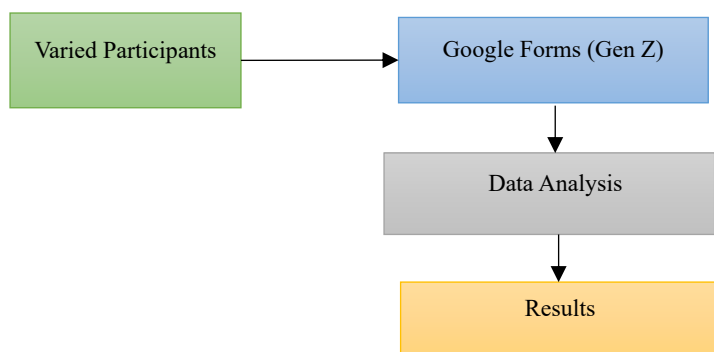 Varied Participants
Google Forms (Gen Z)
Data Analysis
Results